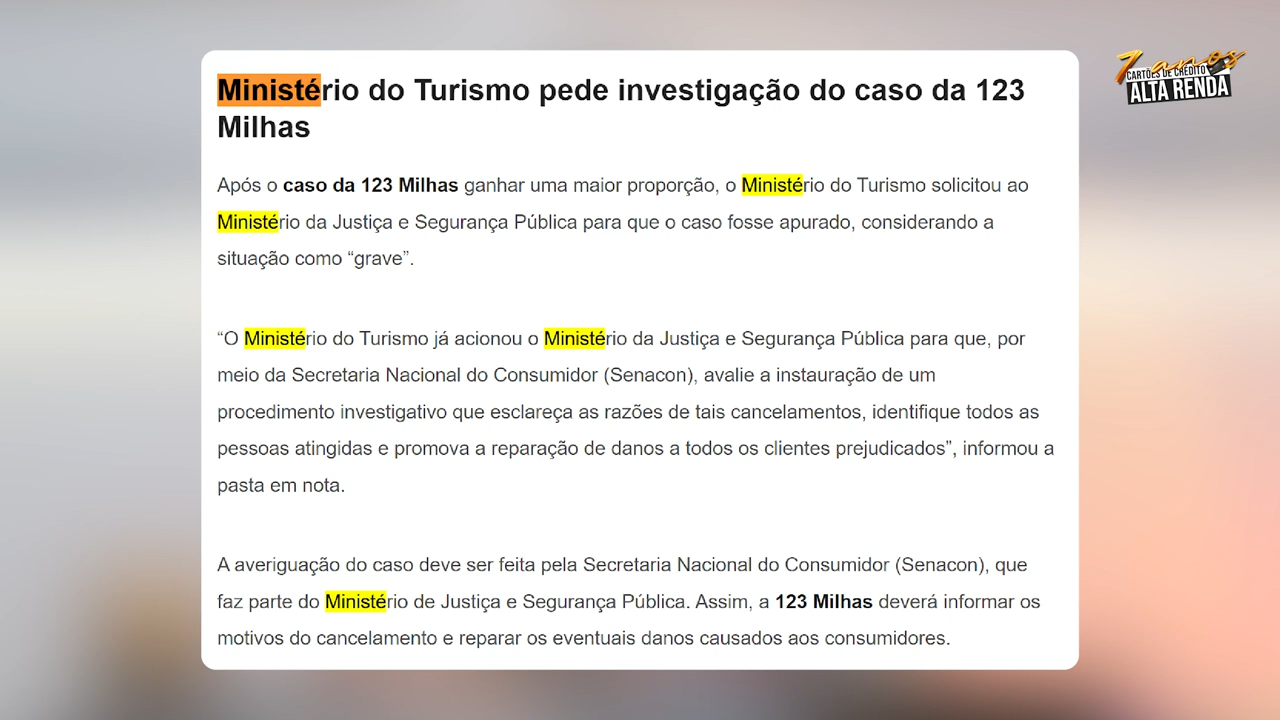 7 anos
CARTÕES DE CRÉDITO
ALTA RENDA
Ministério do Turismo pede investigação do caso da 123
Milhas
Após o caso da 123 Milhas ganhar uma maior proporção, o Ministério do Turismo solicitou ao
Ministério da Justiça e Segurança Pública para que o caso fosse apurado, considerando a
situação como “grave”.
“O Ministério do Turismo já acionou o Ministério da Justiça e Segurança Pública para que, por
meio da Secretaria Nacional do Consumidor (Senacon), avalie a instauração de um
procedimento investigativo que esclareça as razões de tais cancelamentos, identifique todos as
pessoas atingidas e promova a reparação de danos a todos os clientes prejudicados”, informou a
pasta em nota.
A averiguação do caso deve ser feita pela Secretaria Nacional do Consumidor (Senacon), que
faz parte do Ministério de Justiça e Segurança Pública. Assim, a 123 Milhas deverá informar os
motivos do cancelamento e reparar os eventuais danos causados aos consumidores.